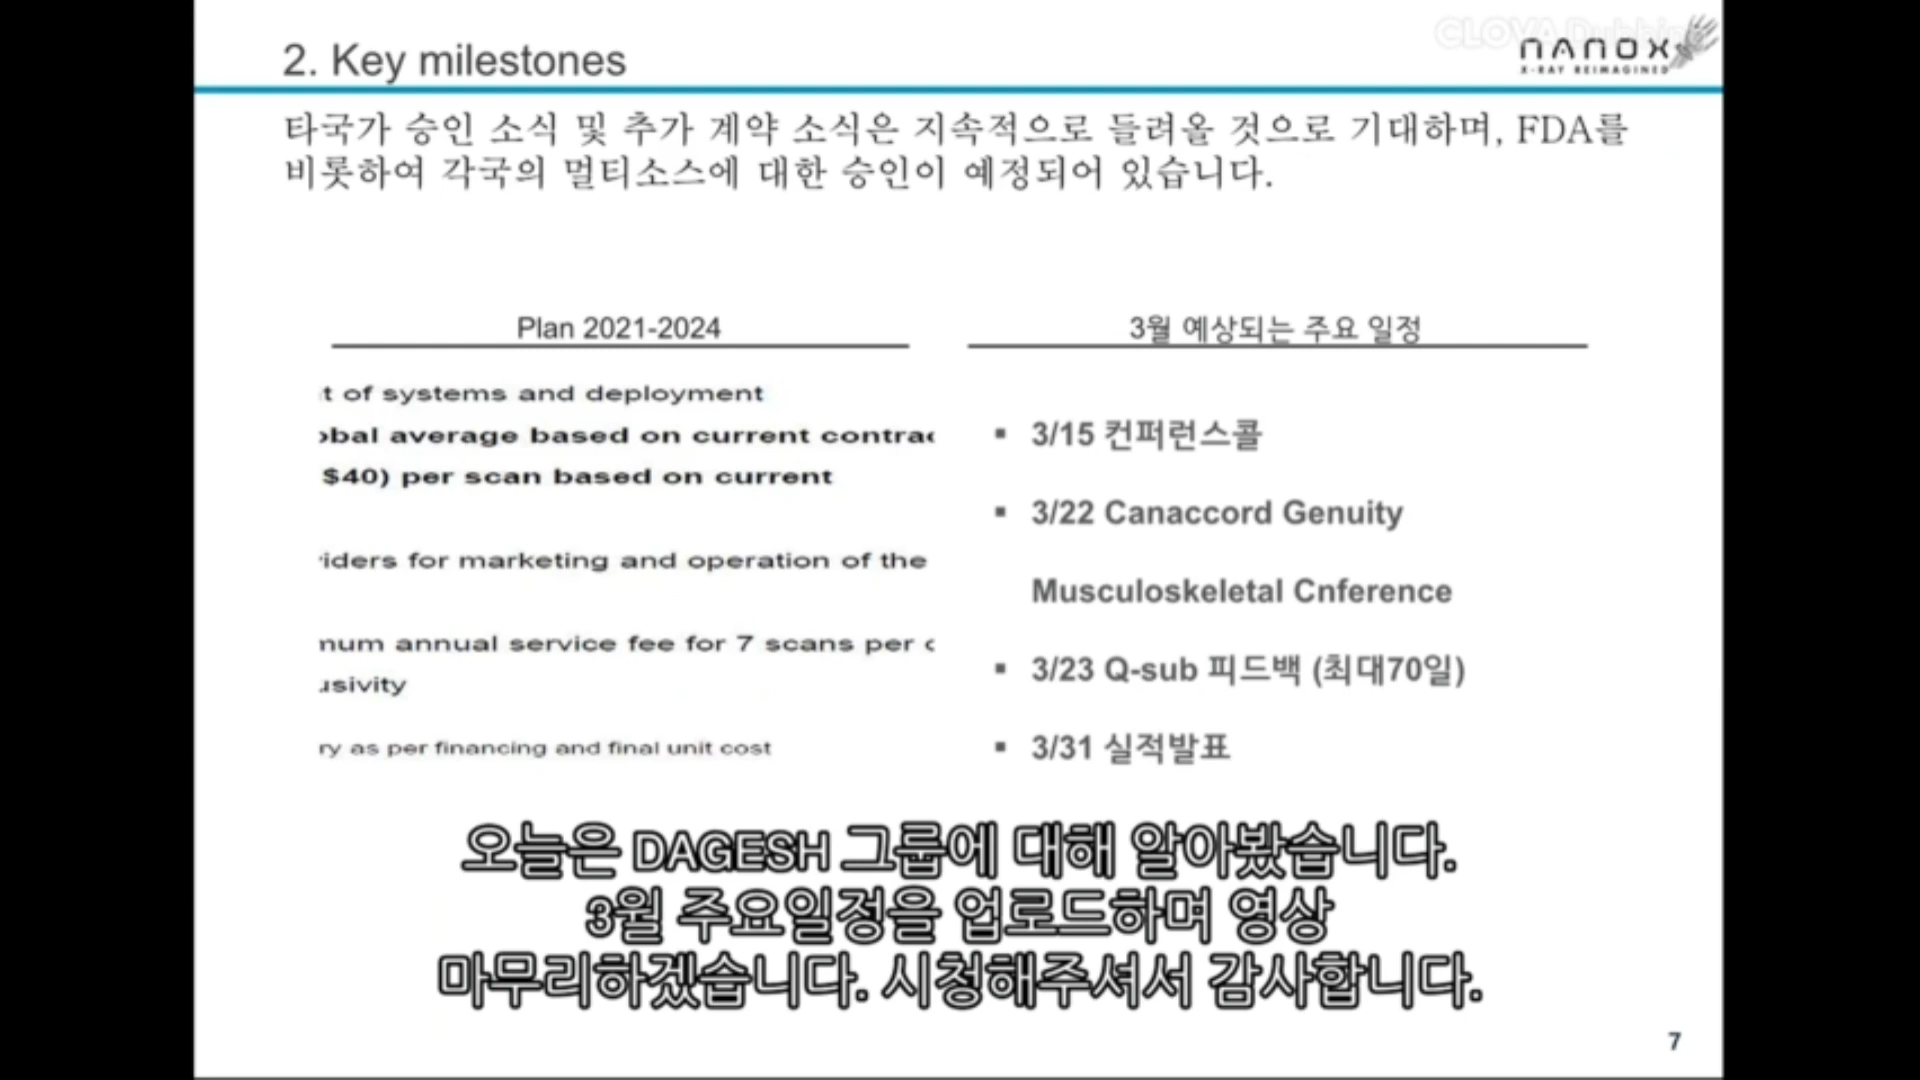 2. Key milestones
CLOVA Dubbing
NANOX
X-RAY REIMAGINED
타국가 승인 소식 및 추가 계약 소식은 지속적으로 들려올 것으로 기대하며, FDA를
비롯하여 각국의 멀티소스에 대한 승인이 예정되어 있습니다.
Plan 2021-2024
t of systems and deployment
obal average based on current contrac
$40) per scan based on current
iders for marketing and operation of the
num annual service fee for 7 scans per
usivity
ry as per financing and final unit cost
3월 예상되는 주요 일정
▪ 3/15 컨퍼런스콜
▪ 3/22 Canaccord Genuity
Musculoskeletal Cnference
▪ 3/23 Q-sub 피드백 (최대70일)
▪ 3/31 실적발표
오늘은 DAGESH 그룹에 대해 알아봤습니다.
3월 주요일정을 업로드하며 영상
마무리하겠습니다. 시청해주셔서 감사합니다.
7